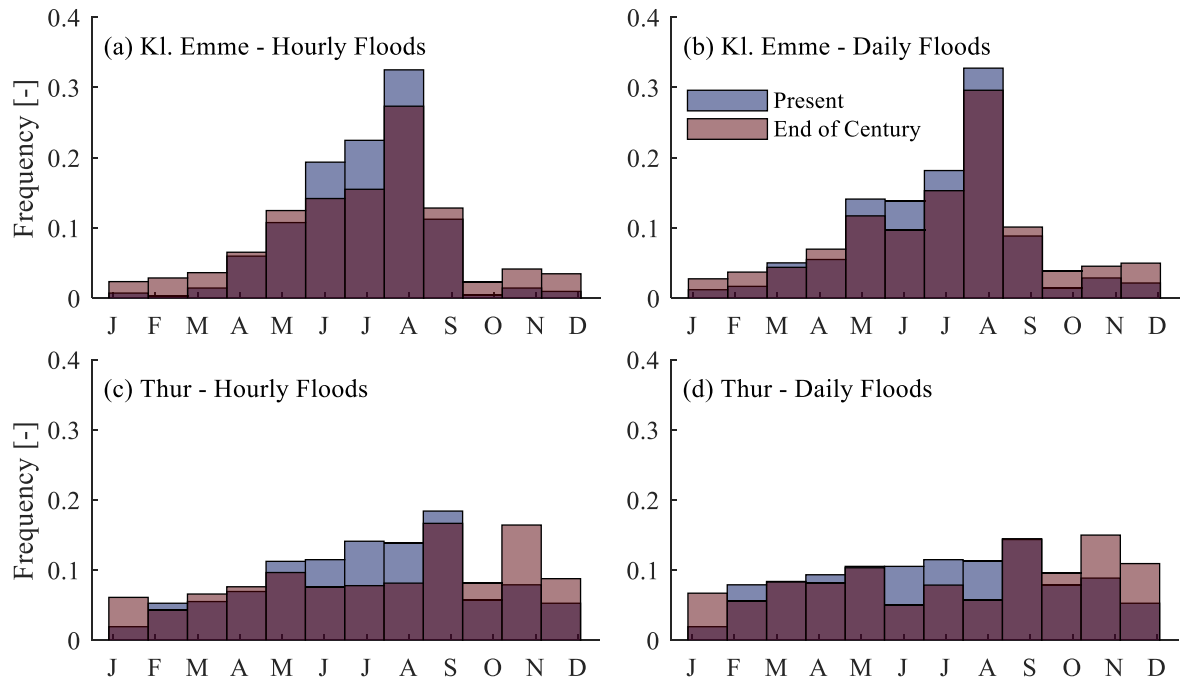 (a) Kl. Emme - Hourly Floods
Frequency [-]
0.4
0.3
0.2
0.1
0
J F M A M J J A S O N D
(b) Kl. Emme - Daily Floods
Present
End of Century
0.4
0.3
0.2
0.1
0
J F M A M J J A S O N D
(c) Thur - Hourly Floods
Frequency [-]
0.4
0.3
0.2
0.1
0
J F M A M J J A S O N D
(d) Thur - Daily Floods
0.4
0.3
0.2
0.1
0
J F M A M J J A S O N D